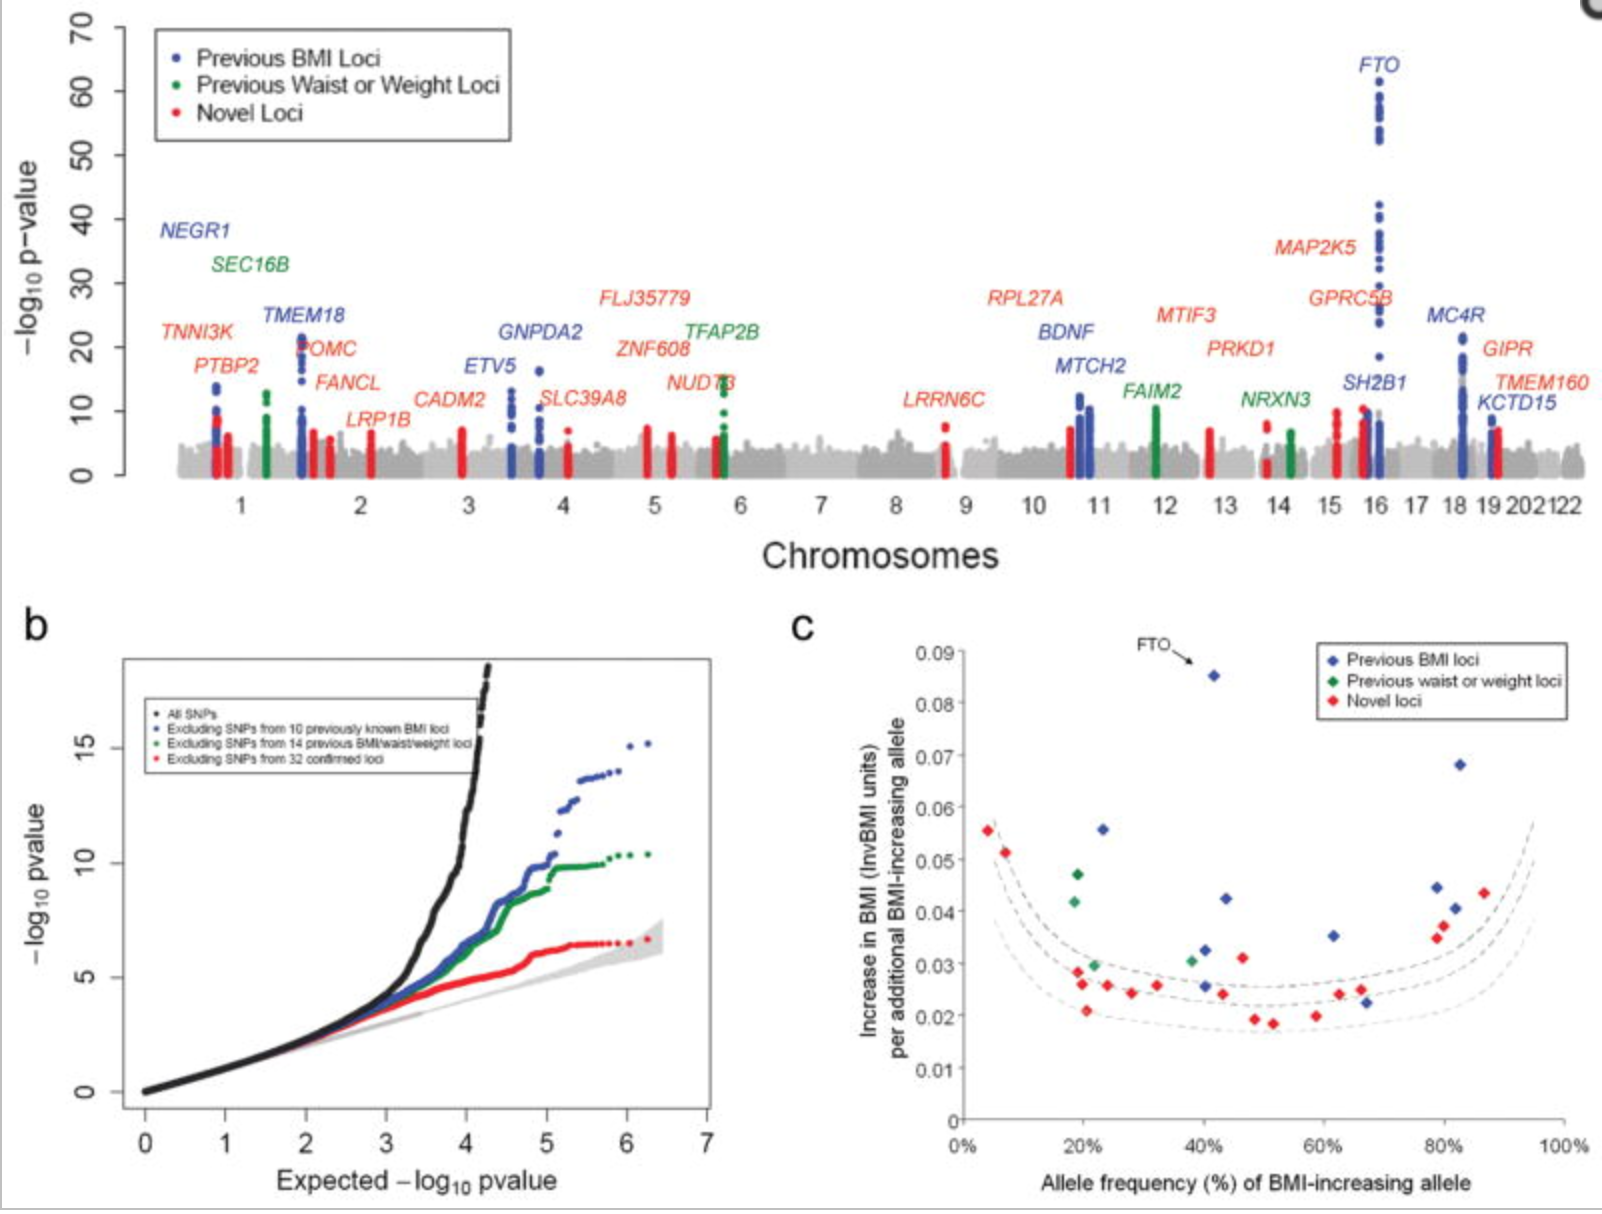 70
60
50
40
30
20
10
0
−log10 p−value
Previous BMI Loci
Previous Waist or Weight Loci
Novel Loci
FTO
NEGR1
MAP2K5
SEC16B
FLJ35779
RPL27A
GPRC5B
TMEM18
MTIF3
MC4R
TNNI3K
GNPDA2
TFAP2B
BDNF
POMC
ZNF608
PRKD1
GIPR
PTBP2
ETV5
MTCH2
FANCL
NUDT3
SH2B1
TMEM160
CADM2
SLC39A8
LRRN6C
FAIM2
NRXN3
KCTD15
LRP1B
1 2 3 4 5 6 7 8 9 10 11 12 13 14 15 16 17 18 19 202122
Chromosomes
b
15
10
5
0
−log10 pvalue
All SNPs
Excluding SNPs from 10 previously known BMI loci
Excluding SNPs from 14 previous BMI/waist/weight loci
Excluding SNPs from 32 confirmed loci
0 1 2 3 4 5 6 7
Expected −log10 pvalue
c
Increase in BMI (InvBMI units)
per additional BMI-increasing allele
0.09
0.08
0.07
0.06
0.05
0.04
0.03
0.02
0.01
0
FTO
Previous BMI loci
Previous waist or weight loci
Novel loci
0% 20% 40% 60% 80% 100%
Allele frequency (%) of BMI-increasing allele